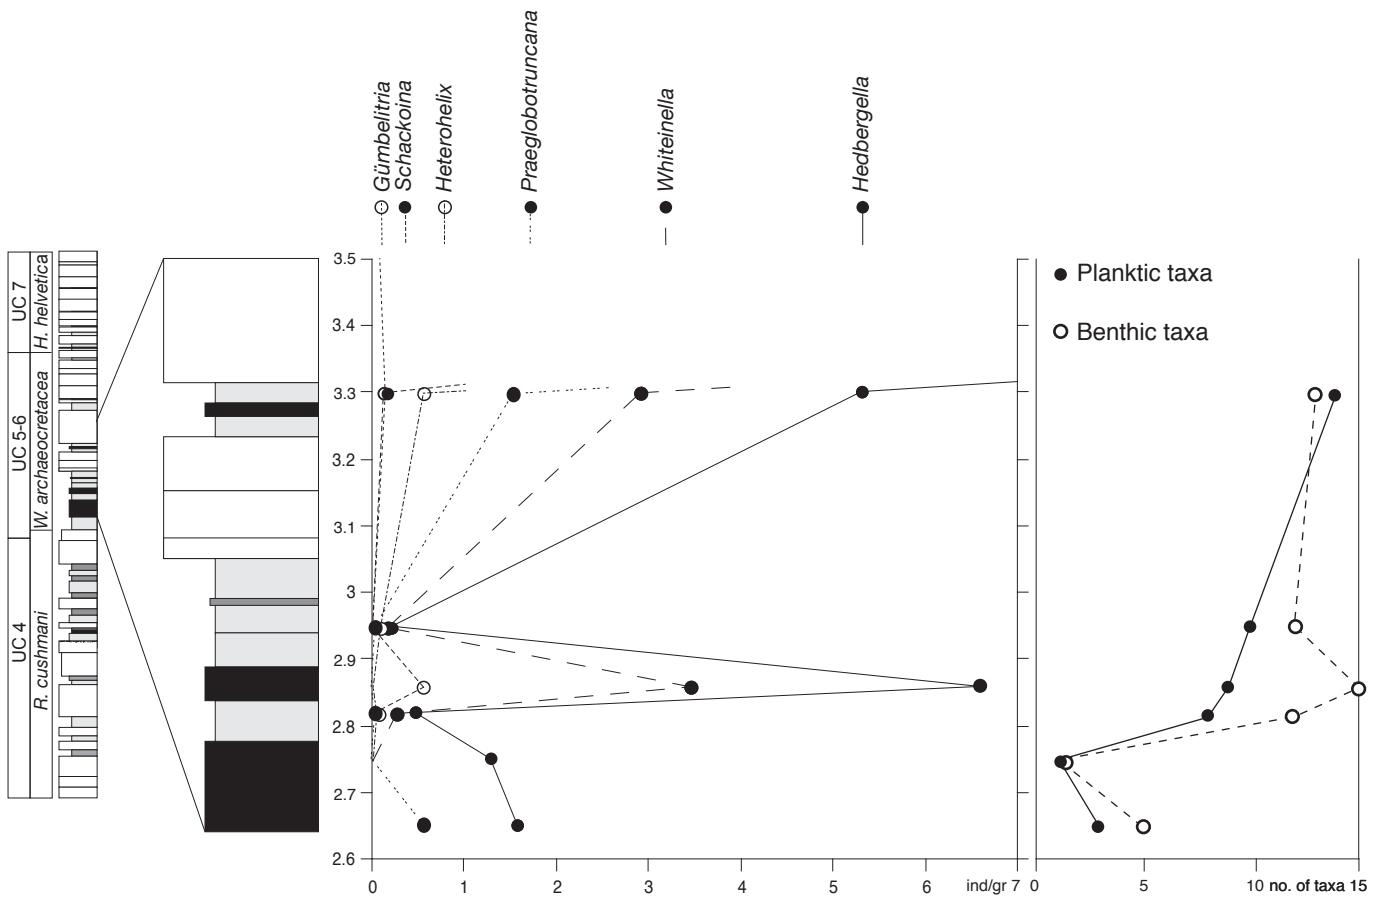 Gümbelitria
Schackoina
Heterohelix
Praeglobotruncana
Whiteinella
Hedbergella
UC 7
H. helvetica
UC 5-6
W. archaeocretacea
UC 4
R. cushmani
3.5
3.4
3.3
3.2
3.1
3
2.9
2.8
2.7
2.6
0 1 2 3 4 5 6 ind/gr 7
Planktic taxa
Benthic taxa
0 5 10 no. of taxa 15